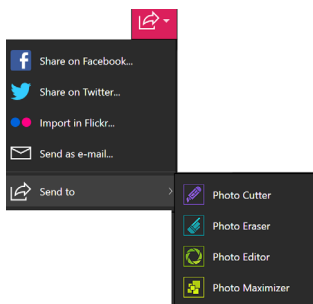 Share on Facebook...
Share on Twitter...
Import in Flickr...
Send as e-mail...
Send to
Photo Cutter
Photo Eraser
Photo Editor
Photo Maximizer